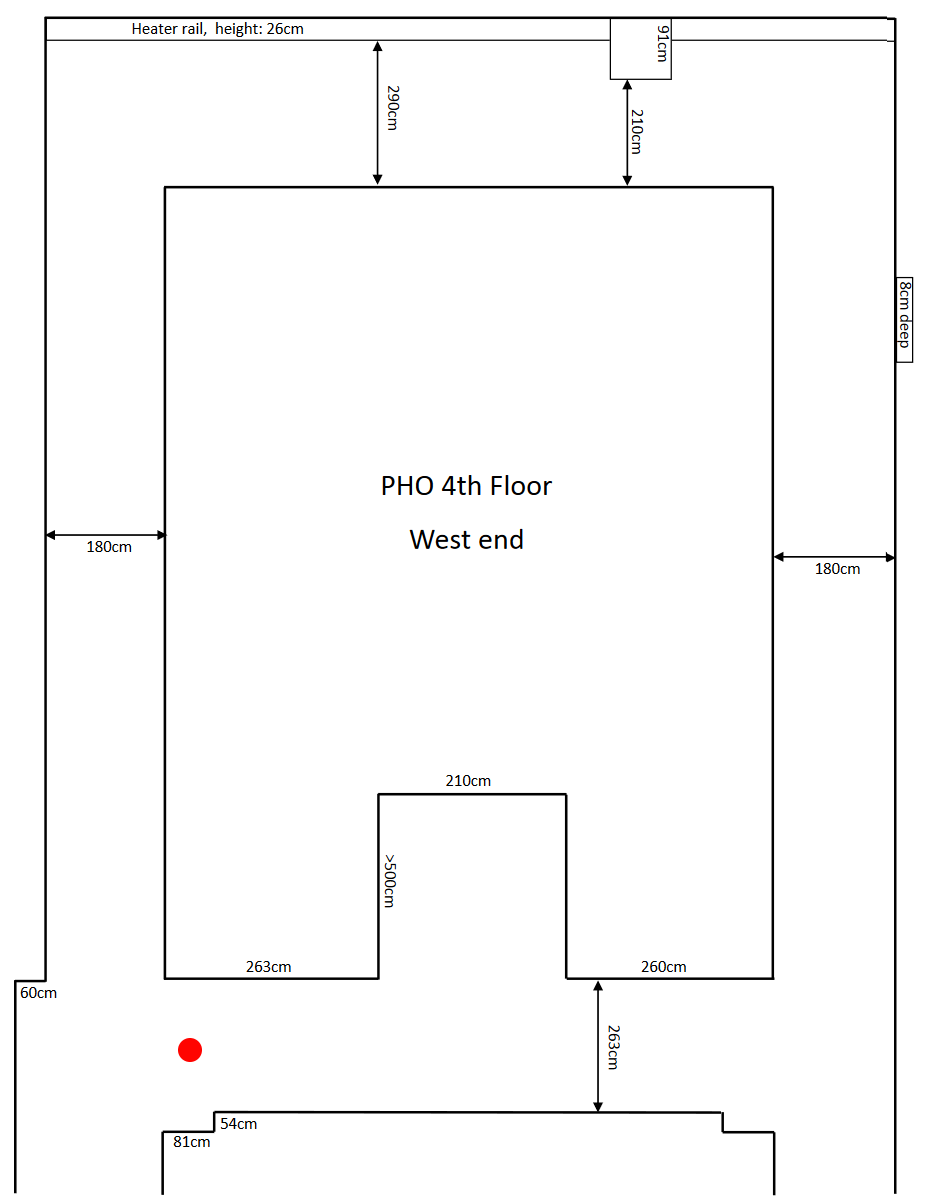 Heater rail,  height: 26cm
91cm
290cm
210cm
8cm deep
PHO 4th Floor
West end
180cm
180cm
210cm
>500cm
263cm
260cm
60cm
263cm
54cm
81cm